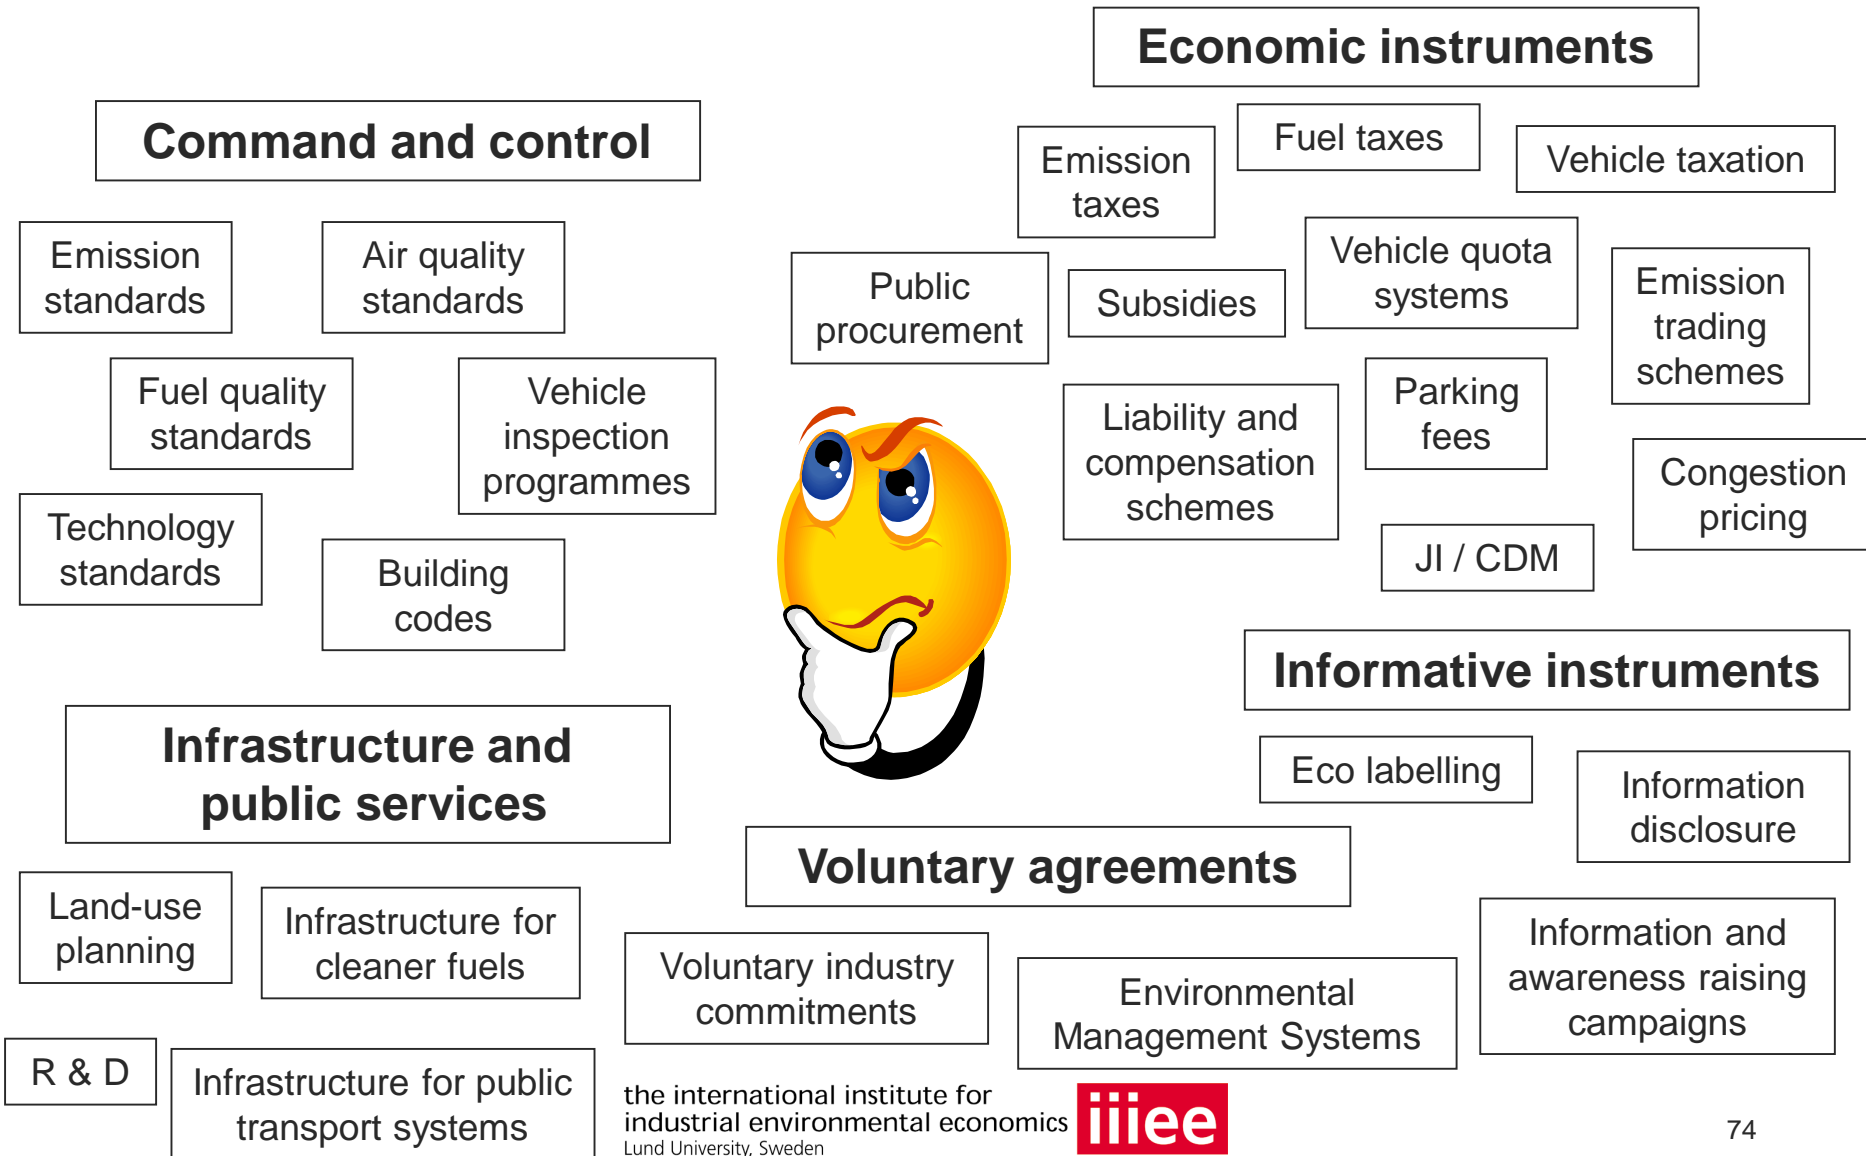 Economic instruments
Command and control
Fuel taxes
Emission
taxes
Vehicle taxation
Emission
standards
Air quality
standards
Fuel quality
standards
Vehicle
inspection
programmes
Technology
standards
Building
codes
Public
procurement
Subsidies
Vehicle quota
systems
Emission
trading
schemes
Liability and
compensation
schemes
Parking
fees
Congestion
pricing
JI / CDM
Informative instruments
Eco labelling
Information
disclosure
Information and
awareness raising
campaigns
Infrastructure and
public services
Land-use
planning
Infrastructure for
cleaner fuels
R & D
Infrastructure for public
transport systems
Voluntary agreements
Voluntary industry
commitments
Environmental
Management Systems
the international institute for
industrial environmental economics
Lund University, Sweden
iiiee
74